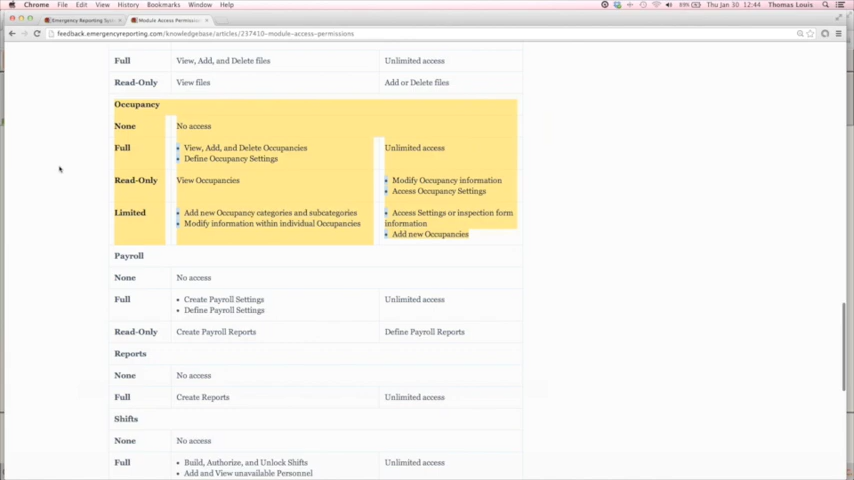 Chrome File Edit View History Bookmarks Window Help
Thu Jan 30 12:44 Thomas Louis
Emergency Reporting Sys
Module Access Permissio
feedback.emergencyreporting.com/knowledgebase/articles/237410-module-access-permissions
Full View, Add, and Delete files Unlimited access
Read-Only View files Add or Delete files
Occupancy
None No access
Full • View, Add, and Delete Occupancies Unlimited access
• Define Occupancy Settings
Read-Only View Occupancies • Modify Occupancy information
• Access Occupancy Settings
Limited • Add new Occupancy categories and subcategories • Access Settings or inspection form
• Modify information within individual Occupancies information
• Add new Occupancies
Payroll
None No access
Full • Create Payroll Settings Unlimited access
• Define Payroll Settings
Read-Only Create Payroll Reports Define Payroll Reports
Reports
None No access
Full Create Reports Unlimited access
Shifts
None No access
Full • Build, Authorize, and Unlock Shifts Unlimited access
• Add and View unavailable Personnel